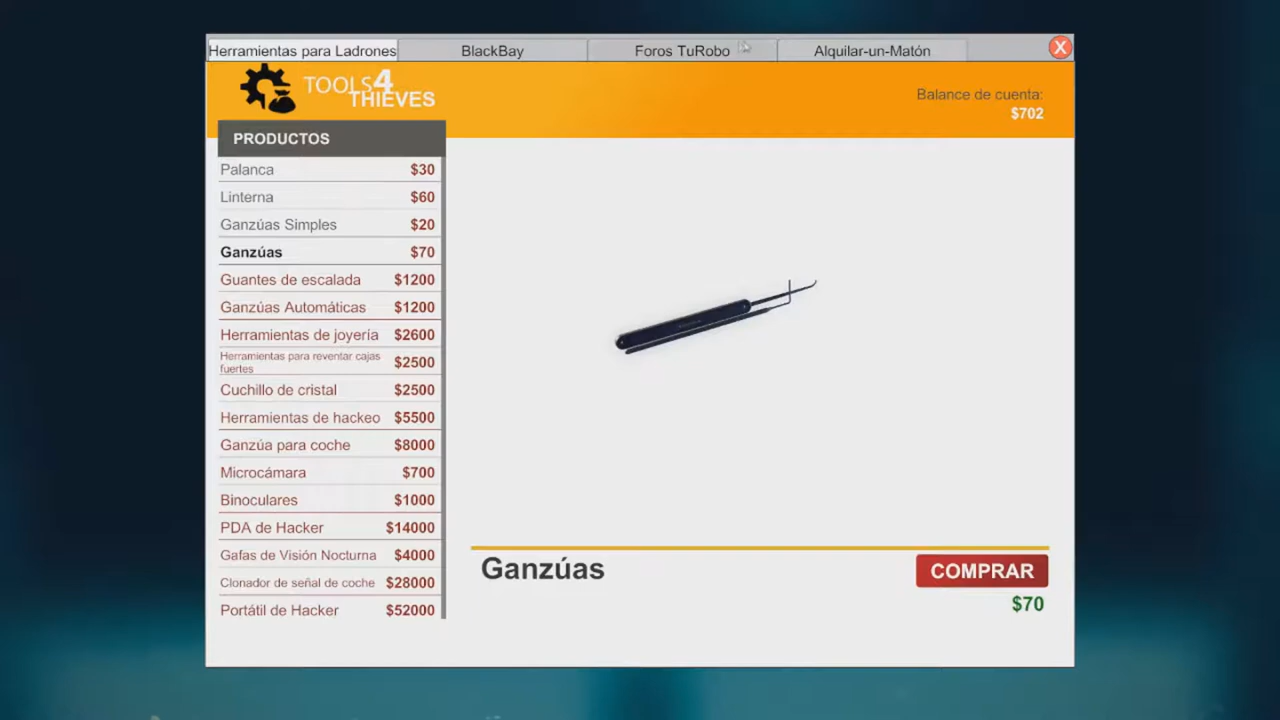 Herramientas para Ladrones
BlackBay
Foros TuRobo
Alquilar-un-Matón
X
TOOLS4
THIEVES
Balance de cuenta:
$702
PRODUCTOS
Palanca $30
Linterna $60
Ganzúas Simples $20
Ganzúas $70
Guantes de escalada $1200
Ganzúas Automáticas $1200
Herramientas de joyería $2600
Herramientas para reventar cajas
fuertes $2500
Cuchillo de cristal $2500
Herramientas de hackeo $5500
Ganzúa para coche $8000
Microcámara $700
Binoculares $1000
PDA de Hacker $14000
Gafas de Visión Nocturna $4000
Clonador de señal de coche $28000
Portátil de Hacker $52000
Ganzúas
COMPRAR
$70